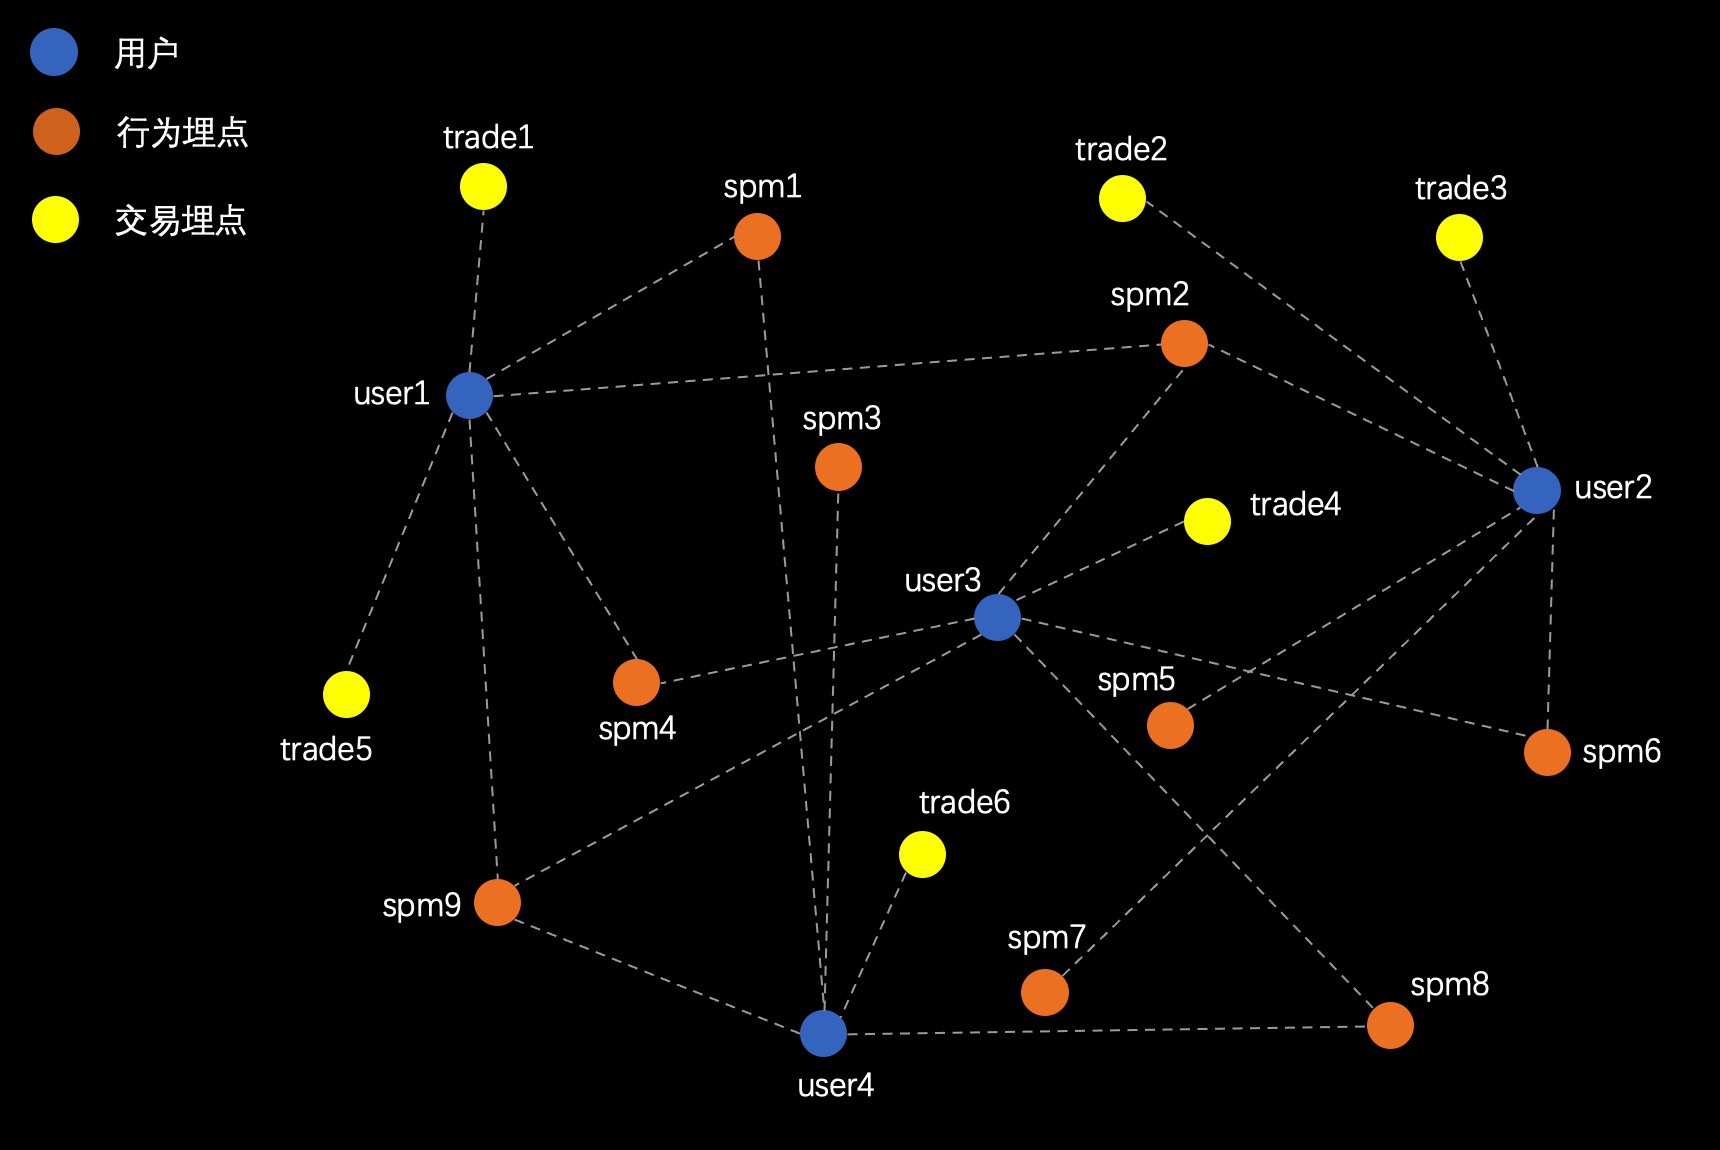 用户
行为埋点
交易埋点
trade1
spm1
trade2
trade3
spm2
user1
spm3
user2
trade4
user3
spm5
spm4
trade5
spm6
trade6
spm9
spm7
spm8
user4